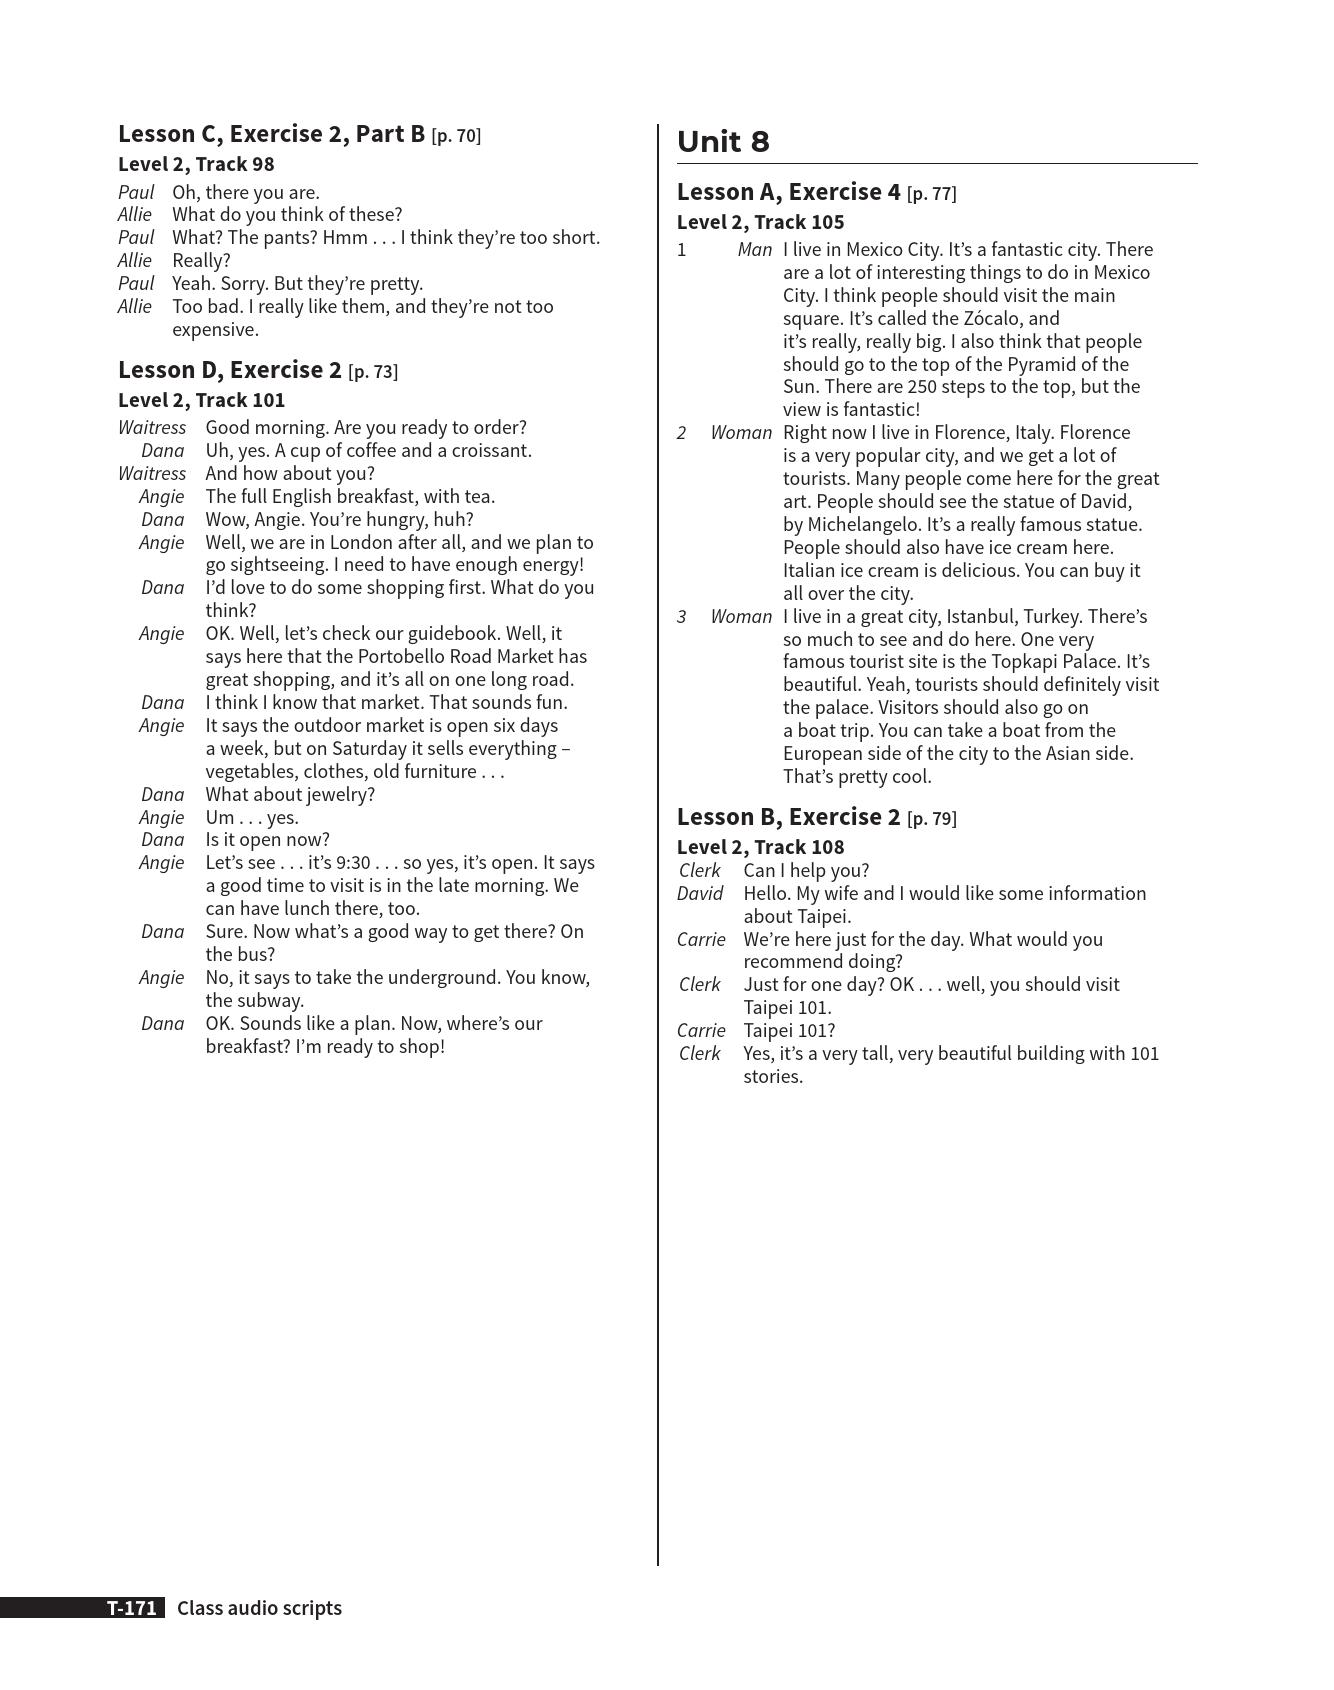 Lesson C, Exercise 2, Part B [p. 70]
Level 2, Track 98
Paul Oh, there you are.
Allie What do you think of these?
Paul What? The pants? Hmm . . . I think they’re too short.
Allie Really?
Paul Yeah. Sorry. But they’re pretty.
Allie Too bad. I really like them, and they’re not too
expensive.
Lesson D, Exercise 2 [p. 73]
Level 2, Track 101
Waitress Good morning. Are you ready to order?
Dana Uh, yes. A cup of coffee and a croissant.
Waitress And how about you?
Angie The full English breakfast, with tea.
Dana Wow, Angie. You’re hungry, huh?
Angie Well, we are in London after all, and we plan to
go sightseeing. I need to have enough energy!
Dana I’d love to do some shopping first. What do you
think?
Angie OK. Well, let’s check our guidebook. Well, it
says here that the Portobello Road Market has
great shopping, and it’s all on one long road.
Dana I think I know that market. That sounds fun.
Angie It says the outdoor market is open six days
a week, but on Saturday it sells everything –
vegetables, clothes, old furniture . . .
Dana What about jewelry?
Angie Um . . . yes.
Dana Is it open now?
Angie Let’s see . . . it’s 9:30 . . . so yes, it’s open. It says
a good time to visit is in the late morning. We
can have lunch there, too.
Dana Sure. Now what’s a good way to get there? On
the bus?
Angie No, it says to take the underground. You know,
the subway.
Dana OK. Sounds like a plan. Now, where’s our
breakfast? I’m ready to shop!
Unit 8
Lesson A, Exercise 4 [p. 77]
Level 2, Track 105
1 Man I live in Mexico City. It’s a fantastic city. There
are a lot of interesting things to do in Mexico
City. I think people should visit the main
square. It’s called the Zócalo, and
it’s really, really big. I also think that people
should go to the top of the Pyramid of the
Sun. There are 250 steps to the top, but the
view is fantastic!
2 Woman Right now I live in Florence, Italy. Florence
is a very popular city, and we get a lot of
tourists. Many people come here for the great
art. People should see the statue of David,
by Michelangelo. It’s a really famous statue.
People should also have ice cream here.
Italian ice cream is delicious. You can buy it
all over the city.
3 Woman I live in a great city, Istanbul, Turkey. There’s
so much to see and do here. One very
famous tourist site is the Topkapi Palace. It’s
beautiful. Yeah, tourists should definitely visit
the palace. Visitors should also go on
a boat trip. You can take a boat from the
European side of the city to the Asian side.
That’s pretty cool.
Lesson B, Exercise 2 [p. 79]
Level 2, Track 108
Clerk Can I help you?
David Hello. My wife and I would like some information
about Taipei.
Carrie We’re here just for the day. What would you
recommend doing?
Clerk Just for one day? OK . . . well, you should visit
Taipei 101.
Carrie Taipei 101?
Clerk Yes, it’s a very tall, very beautiful building with 101
stories.
T-171 Class audio scripts